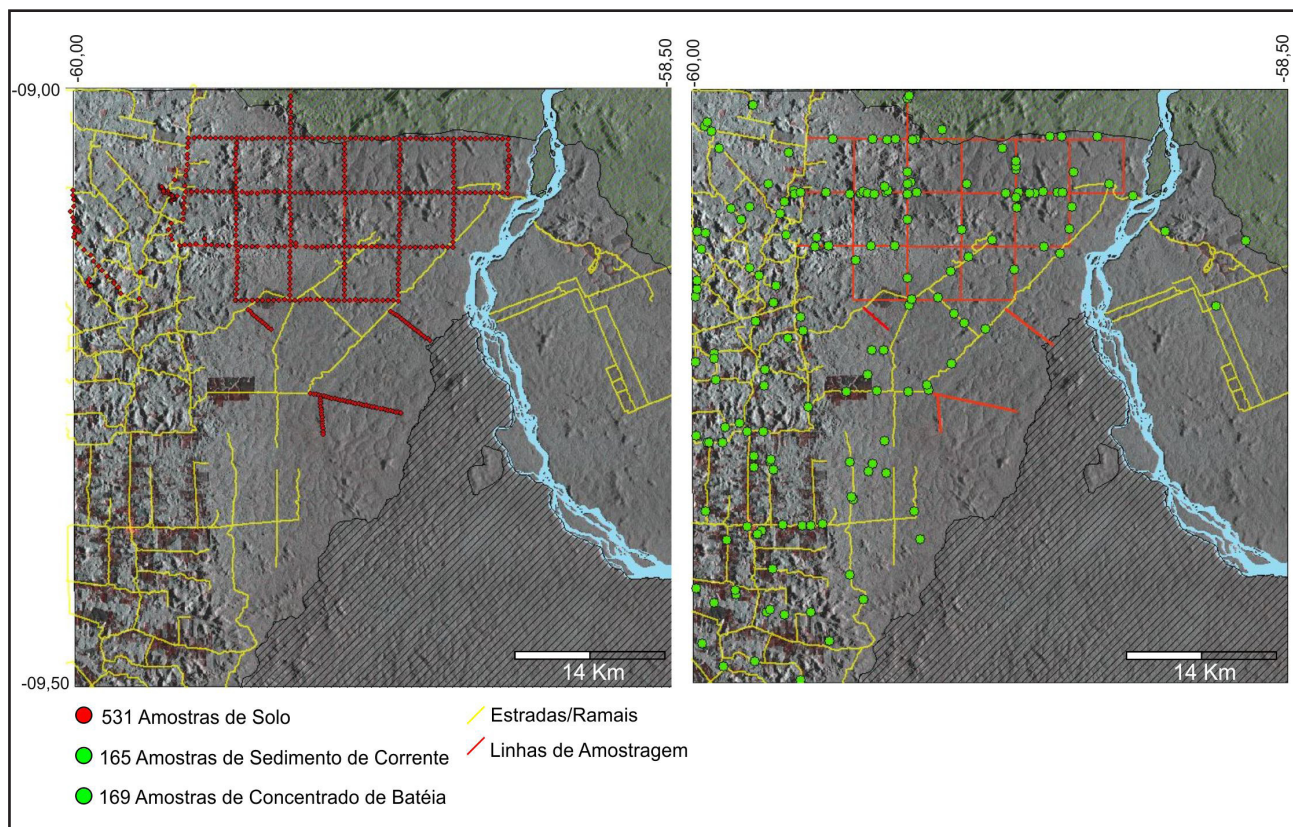 -60,00
-58,50
-60,00
-58,50
-09,00
14 Km
14 Km
-09,50
531 Amostras de Solo
Estradas/Ramais
165 Amostras de Sedimento de Corrente
Linhas de Amostragem
169 Amostras de Concentrado de Batéia